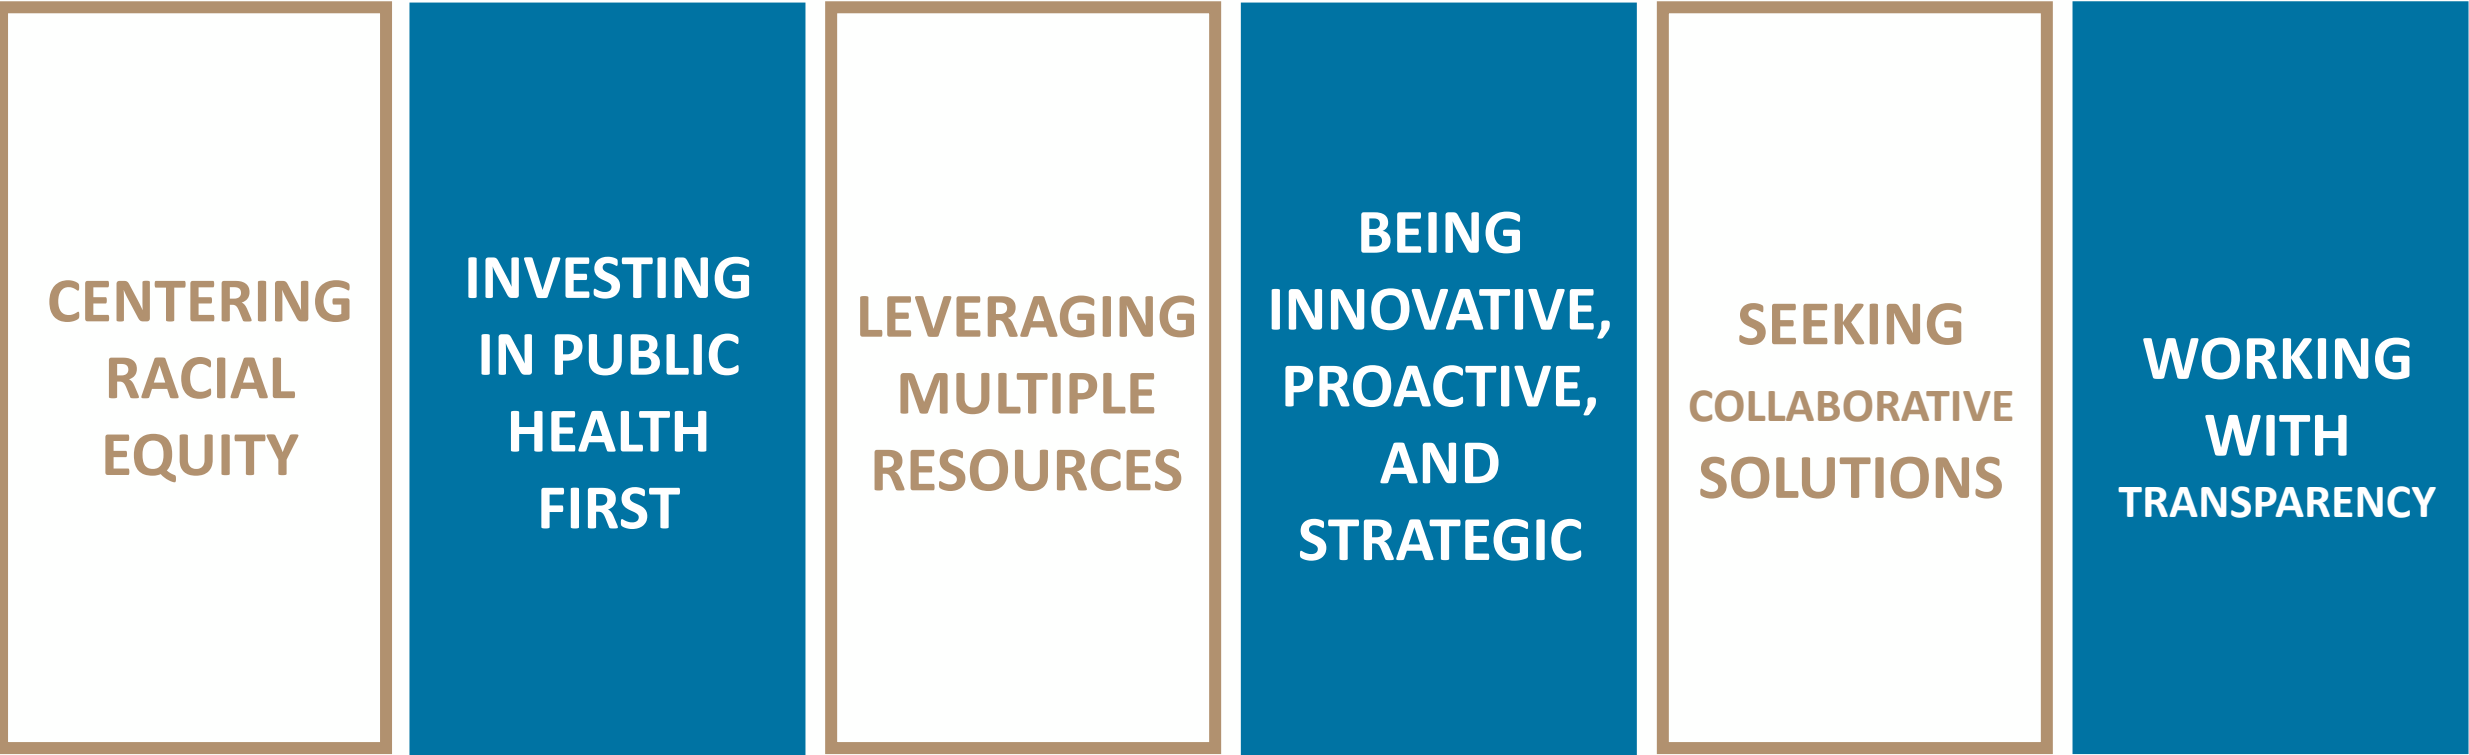 CENTERING
RACIAL
EQUITY
INVESTING
IN PUBLIC
HEALTH
FIRST
LEVERAGING
MULTIPLE
RESOURCES
BEING
INNOVATIVE,
PROACTIVE,
AND
STRATEGIC
SEEKING
COLLABORATIVE
SOLUTIONS
WORKING
WITH
TRANSPARENCY